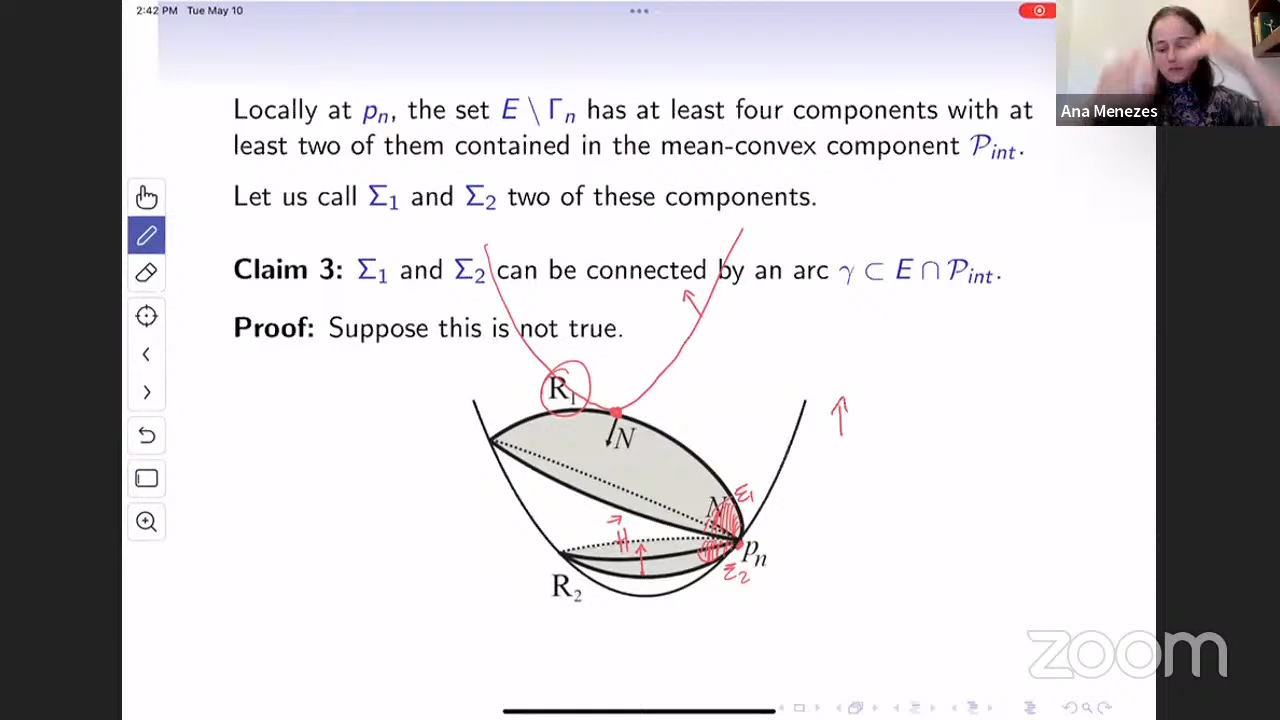 2:42 PM Tue May 10
Ana Menezes
Locally at pₙ, the set E \ Γₙ has at least four components with at
least two of them contained in the mean-convex component 𝒫ᵢₙₜ.
Let us call Σ₁ and Σ₂ two of these components.
Claim 3: Σ₁ and Σ₂ can be connected by an arc γ ⊂ E ∩ 𝒫ᵢₙₜ.
Proof: Suppose this is not true.
R₁
N
N
Σ₁
H⃗
pₙ
Σ₂
R₂
zoom